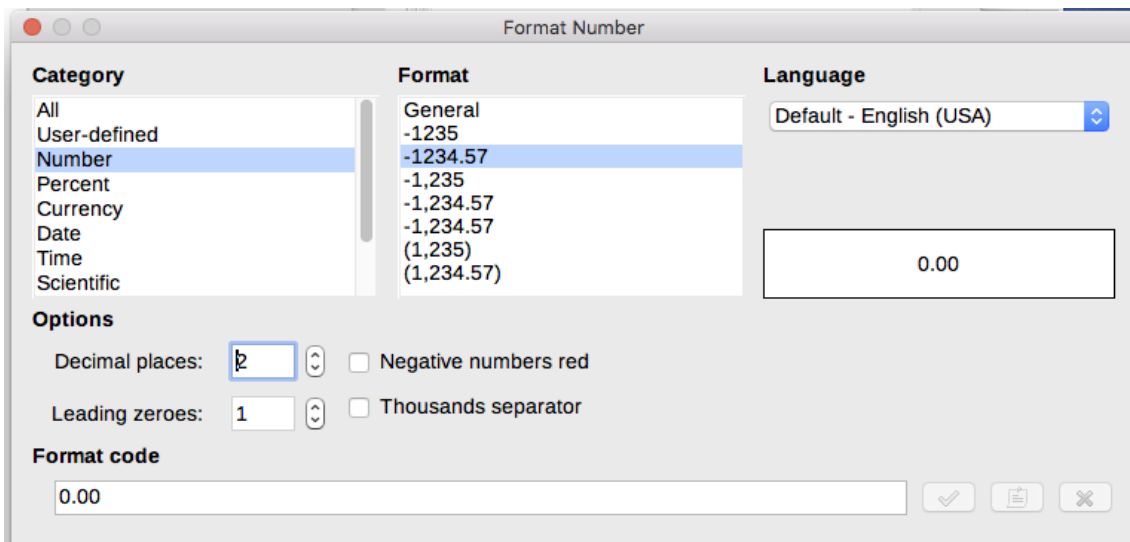 Format Number
Category
All
User-defined
Number
Percent
Currency
Date
Time
Scientific
Format
General
-1235
-1234.57
-1,235
-1,234.57
-1,234.57
(1,235)
(1,234.57)
Language
Default - English (USA)
0.00
Options
Decimal places: 2
Negative numbers red
Leading zeroes: 1
Thousands separator
Format code
0.00